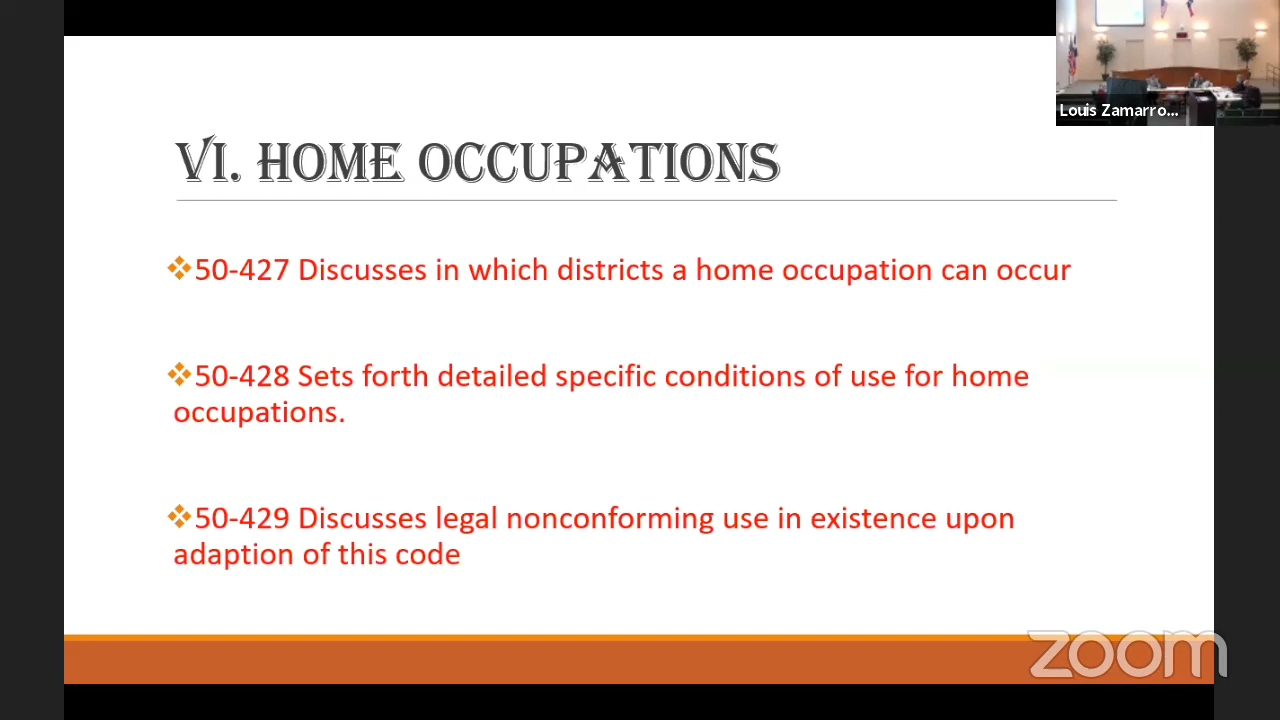 Louis Zamarro...
VI. HOME OCCUPATIONS
❖50-427 Discusses in which districts a home occupation can occur
❖50-428 Sets forth detailed specific conditions of use for home
occupations.
❖50-429 Discusses legal nonconforming use in existence upon
adaption of this code
zoom